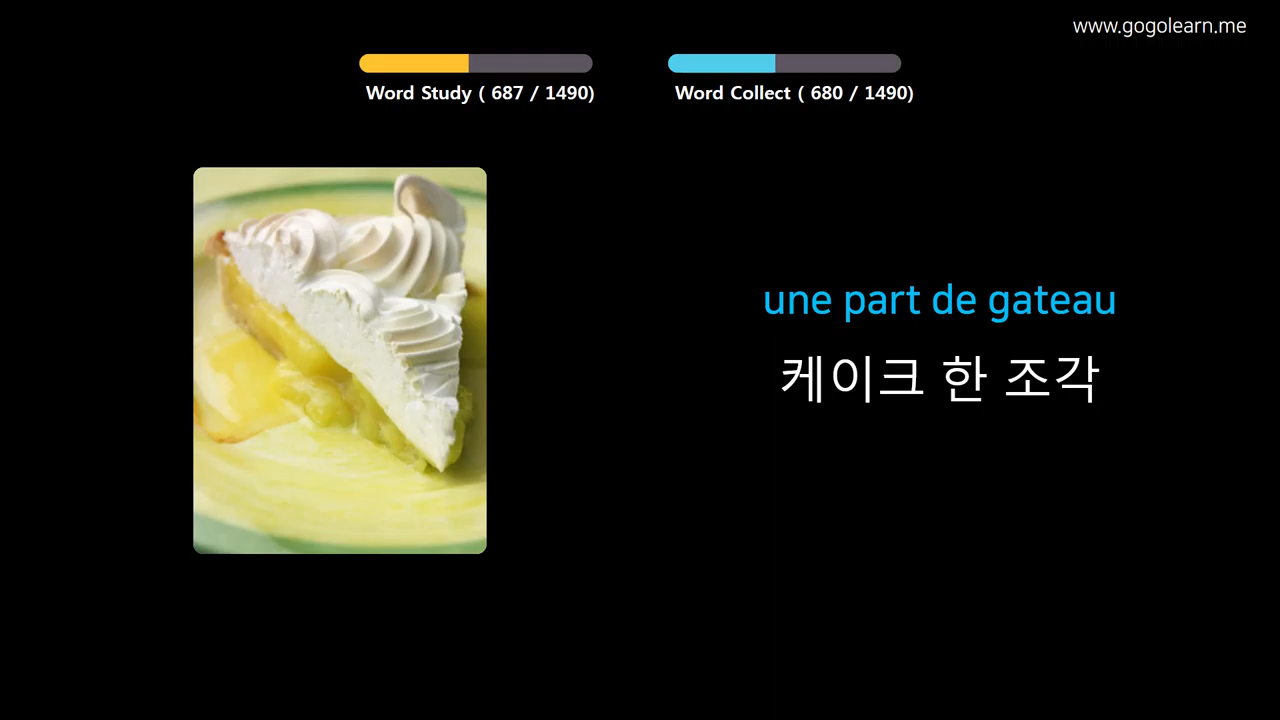 www.gogolearn.me
Word Study ( 687 / 1490)
Word Collect ( 680 / 1490)
une part de gateau
케이크 한 조각